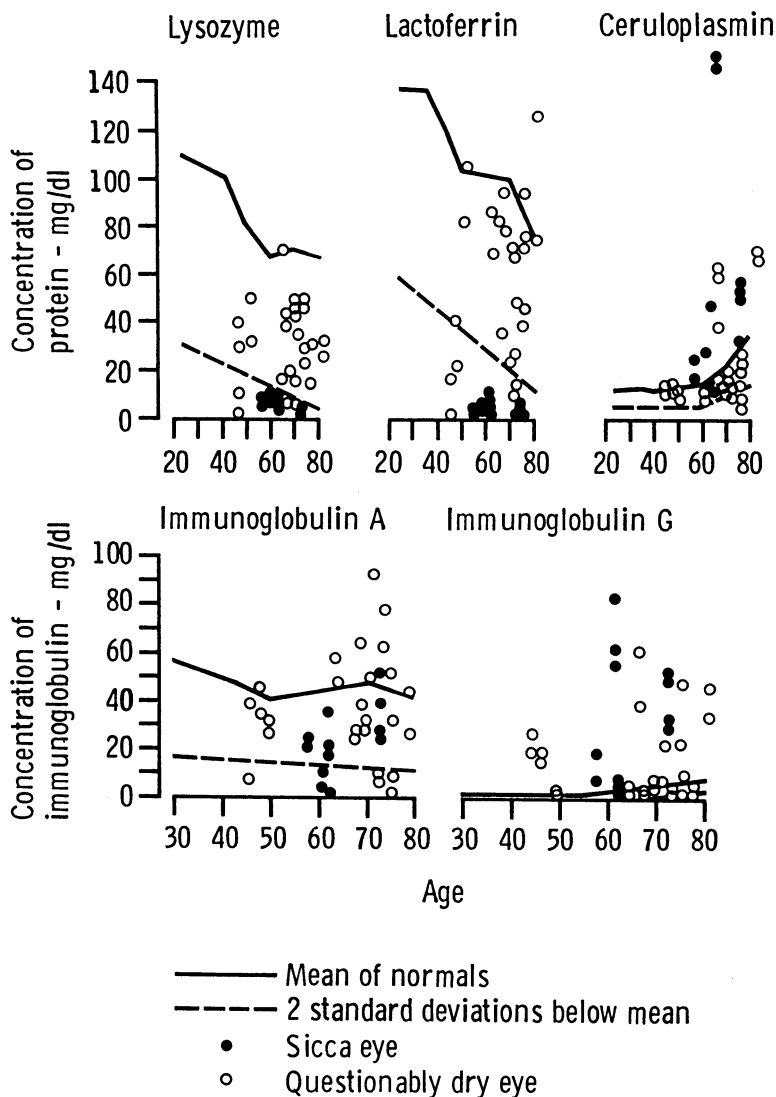 Lysozyme Lactoferrin Ceruloplasmin
Concentration of
protein - mg/dl
140
120
100
80
60
40
20
0
20 40 60 80 20 40 60 80 20 40 60 80
Immunoglobulin A Immunoglobulin G
Concentration of
immunoglobulin - mg/dl
100
80
60
40
20
0
30 40 50 60 70 80 30 40 50 60 70 80
Age
Mean of normals
2 standard deviations below mean
Sicca eye
Questionably dry eye